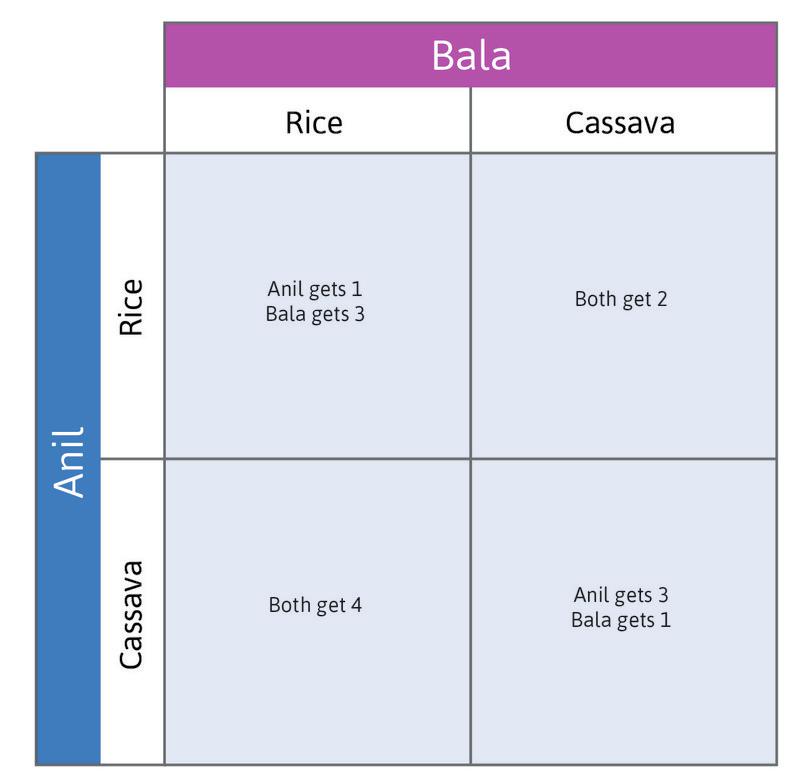 Bala
Rice
Cassava
Anil
Rice
Anil gets 1
Bala gets 3
Both get 2
Cassava
Both get 4
Anil gets 3
Bala gets 1